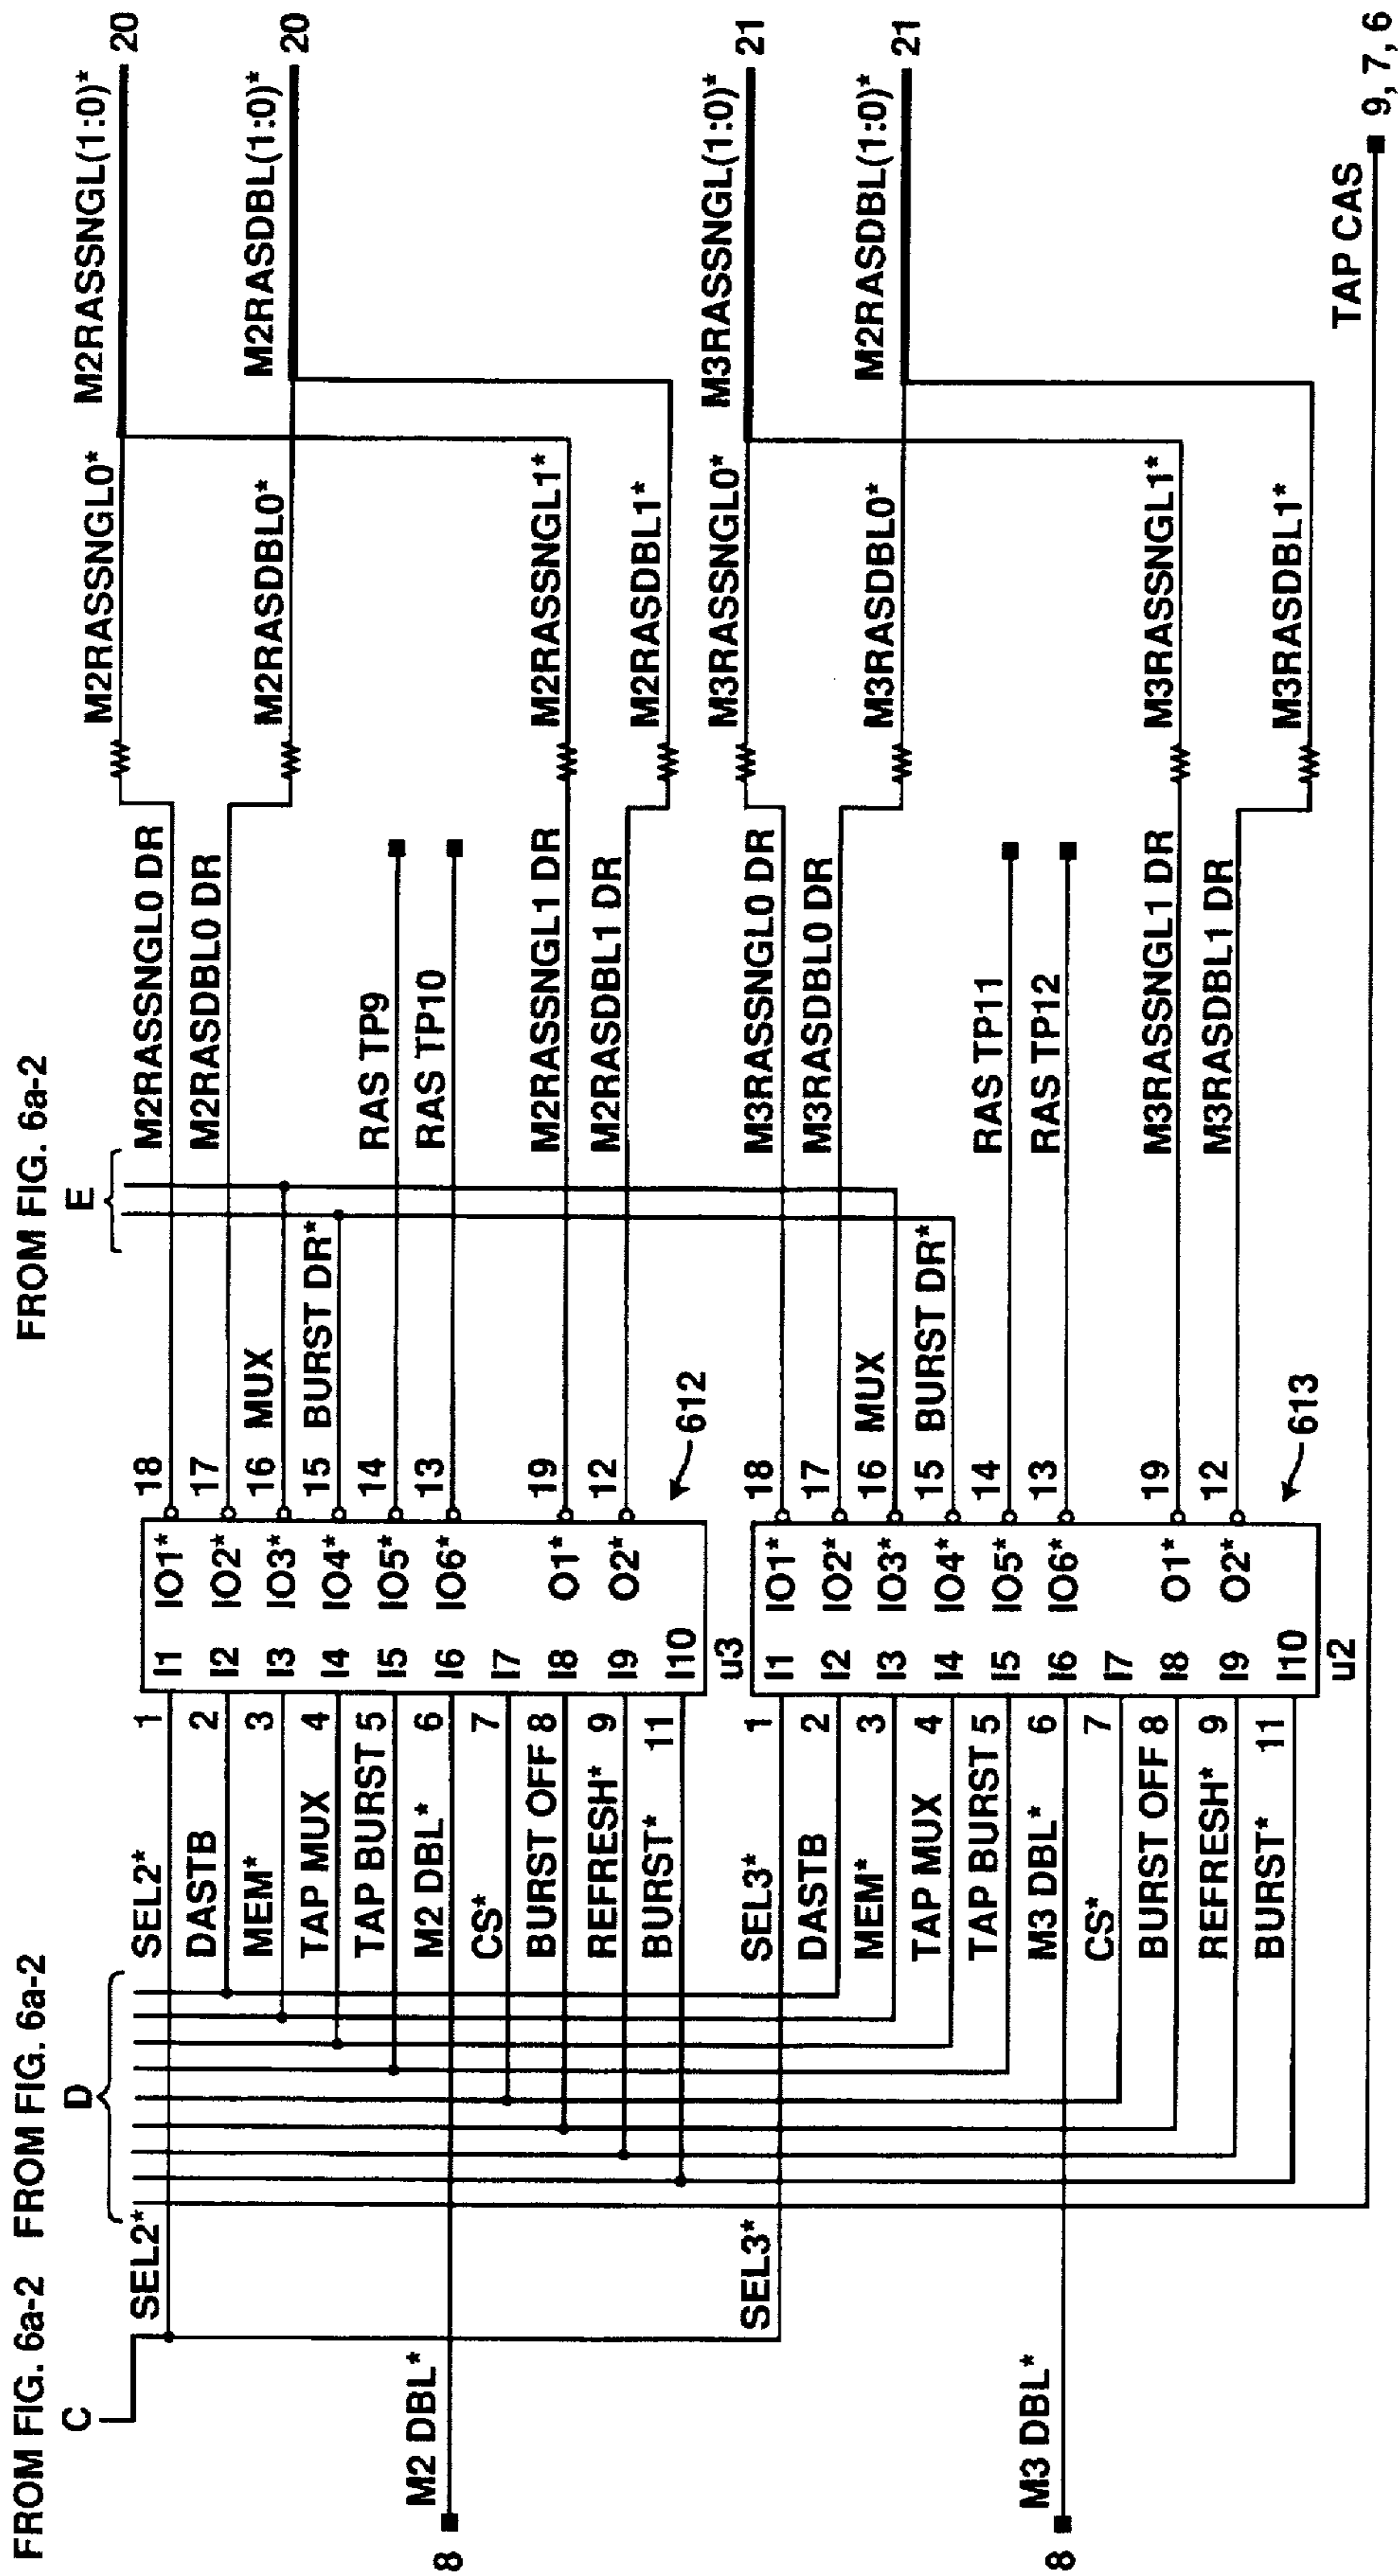 FROM FIG. 6a-2
FROM FIG. 6a-2
FROM FIG. 6a-2
C
D
E
SEL2*
SEL2*
1
I1
IO1*
18
M2RASSNGL0 DR
M2RASSNGL0*
M2RASSNGL(1:0)*
20
DASTB
2
I2
IO2*
17
M2RASDBL0 DR
M2RASDBL0*
M2RASDBL(1:0)*
20
MEM*
3
I3
IO3*
16
MUX
TAP MUX
4
I4
IO4*
15
BURST DR*
TAP BURST
5
I5
IO5*
14
RAS TP9
8
M2 DBL*
M2 DBL*
6
I6
IO6*
13
RAS TP10
CS*
7
I7
BURST OFF
8
I8
O1*
19
M2RASSNGL1 DR
M2RASSNGL1*
REFRESH*
9
I9
O2*
12
M2RASDBL1 DR
M2RASDBL1*
BURST*
11
I10
612
u3
SEL3*
SEL3*
1
I1
IO1*
18
M3RASSNGL0 DR
M3RASSNGL0*
M3RASSNGL(1:0)*
21
DASTB
2
I2
IO2*
17
M3RASDBL0 DR
M3RASDBL0*
M2RASDBL(1:0)*
21
MEM*
3
I3
IO3*
16
MUX
TAP MUX
4
I4
IO4*
15
BURST DR*
TAP BURST
5
I5
IO5*
14
RAS TP11
8
M3 DBL*
M3 DBL*
6
I6
IO6*
13
RAS TP12
CS*
7
I7
BURST OFF
8
I8
O1*
19
M3RASSNGL1 DR
M3RASSNGL1*
REFRESH*
9
I9
O2*
12
M3RASDBL1 DR
M3RASDBL1*
BURST*
11
I10
613
u2
TAP CAS
9, 7, 6